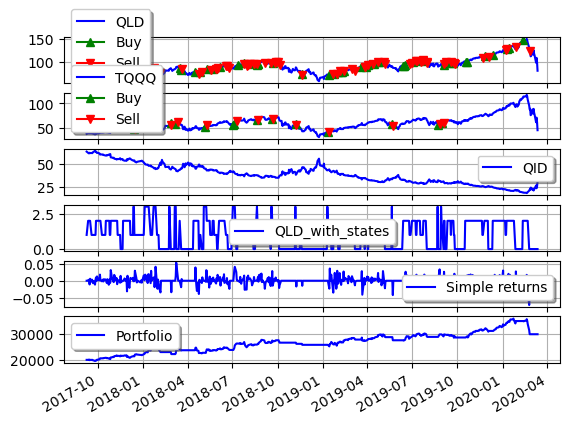 QLD
Buy
Sell
150
100
TQQQ
Buy
Sell
100
50
QID
50
25
QLD_with_states
2.5
0.0
Simple returns
0.05
0.00
−0.05
Portfolio
30000
20000
2017-10
2018-01
2018-04
2018-07
2018-10
2019-01
2019-04
2019-07
2019-10
2020-01
2020-04